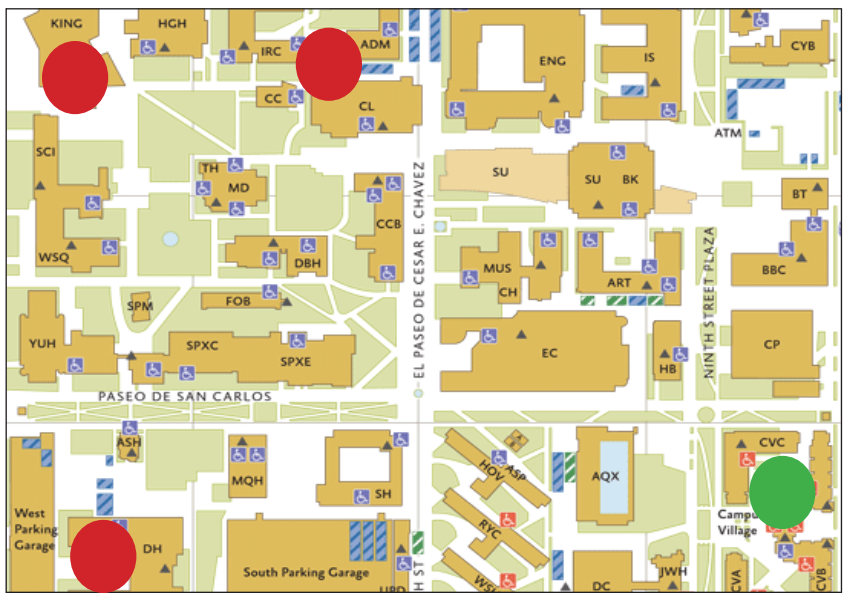 KING
HGH
IRC
ADM
ENG
IS
CYB
CC
CL
ATM
SCI
TH
MD
SU
SU BK
BT
CCB
WSQ
DBH
MUS
CH
ART
BBC
SPM
FOB
YUH
SPXC
SPXE
EC
HB
CP
EL PASEO DE CESAR E. CHAVEZ
NINTH STREET PLAZA
PASEO DE SAN CARLOS
ASH
MQH
SH
HOV
ASP
AQX
CVC
West
Parking
Garage
DH
RYC
Village
South Parking Garage
H ST
UPD
DC
JWH
CVA
CVB